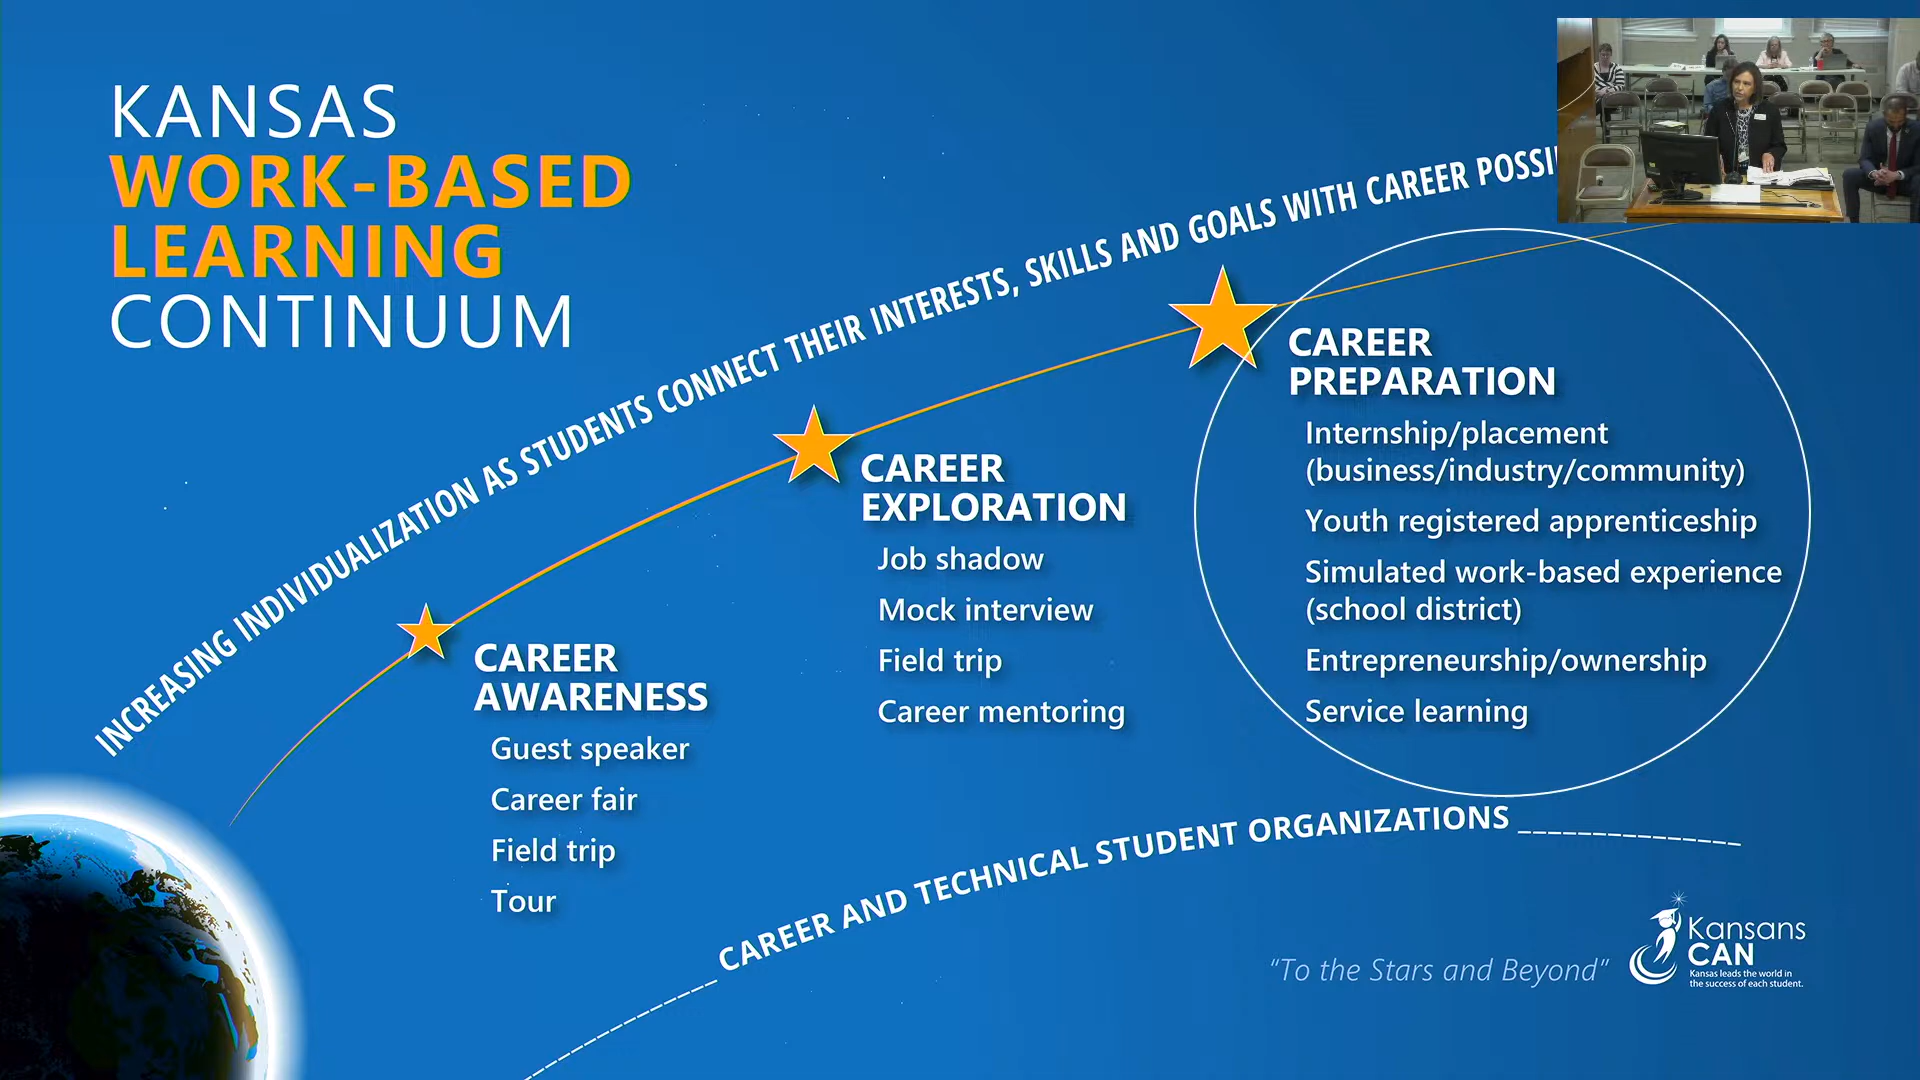 KANSAS
WORK-BASED
LEARNING
CONTINUUM
INCREASING INDIVIDUALIZATION AS STUDENTS CONNECT THEIR INTERESTS, SKILLS AND GOALS WITH CAREER
CAREER
AWARENESS
Guest speaker
Career fair
Field trip
Tour
CAREER
EXPLORATION
Job shadow
Mock interview
Field trip
Career mentoring
CAREER
PREPARATION
Internship/placement
(business/industry/community)
Youth registered apprenticeship
Simulated work-based experience
(school district)
Entrepreneurship/ownership
Service learning
CAREER AND TECHNICAL STUDENT ORGANIZATIONS
"To the Stars and Beyond"
Kansans
CAN
Kansas leads the world in
the success of each student.